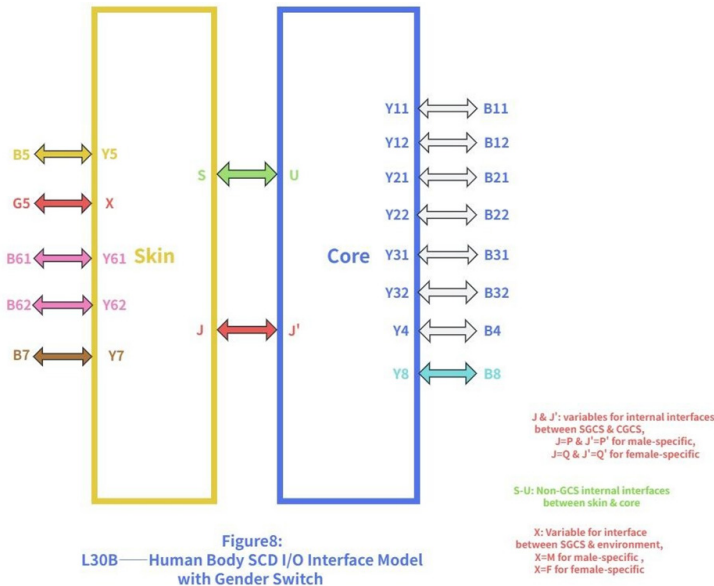 B5 Y5
G5 X
B61 Y61
B62 Y62
B7 Y7
Skin
S U
J J'
Core
Y11 B11
Y12 B12
Y21 B21
Y22 B22
Y31 B31
Y32 B32
Y4 B4
Y8 B8
J & J': variables for internal interfaces
between SGCS & CGCS,
J=P & J'=P' for male-specific,
J=Q & J'=Q' for female-specific
S-U: Non-GCS internal interfaces
between skin & core
X: Variable for interface
between SGCS & environment,
X=M for male-specific ,
X=F for female-specific
Figure8:
L30B——Human Body SCD I/O Interface Model
with Gender Switch